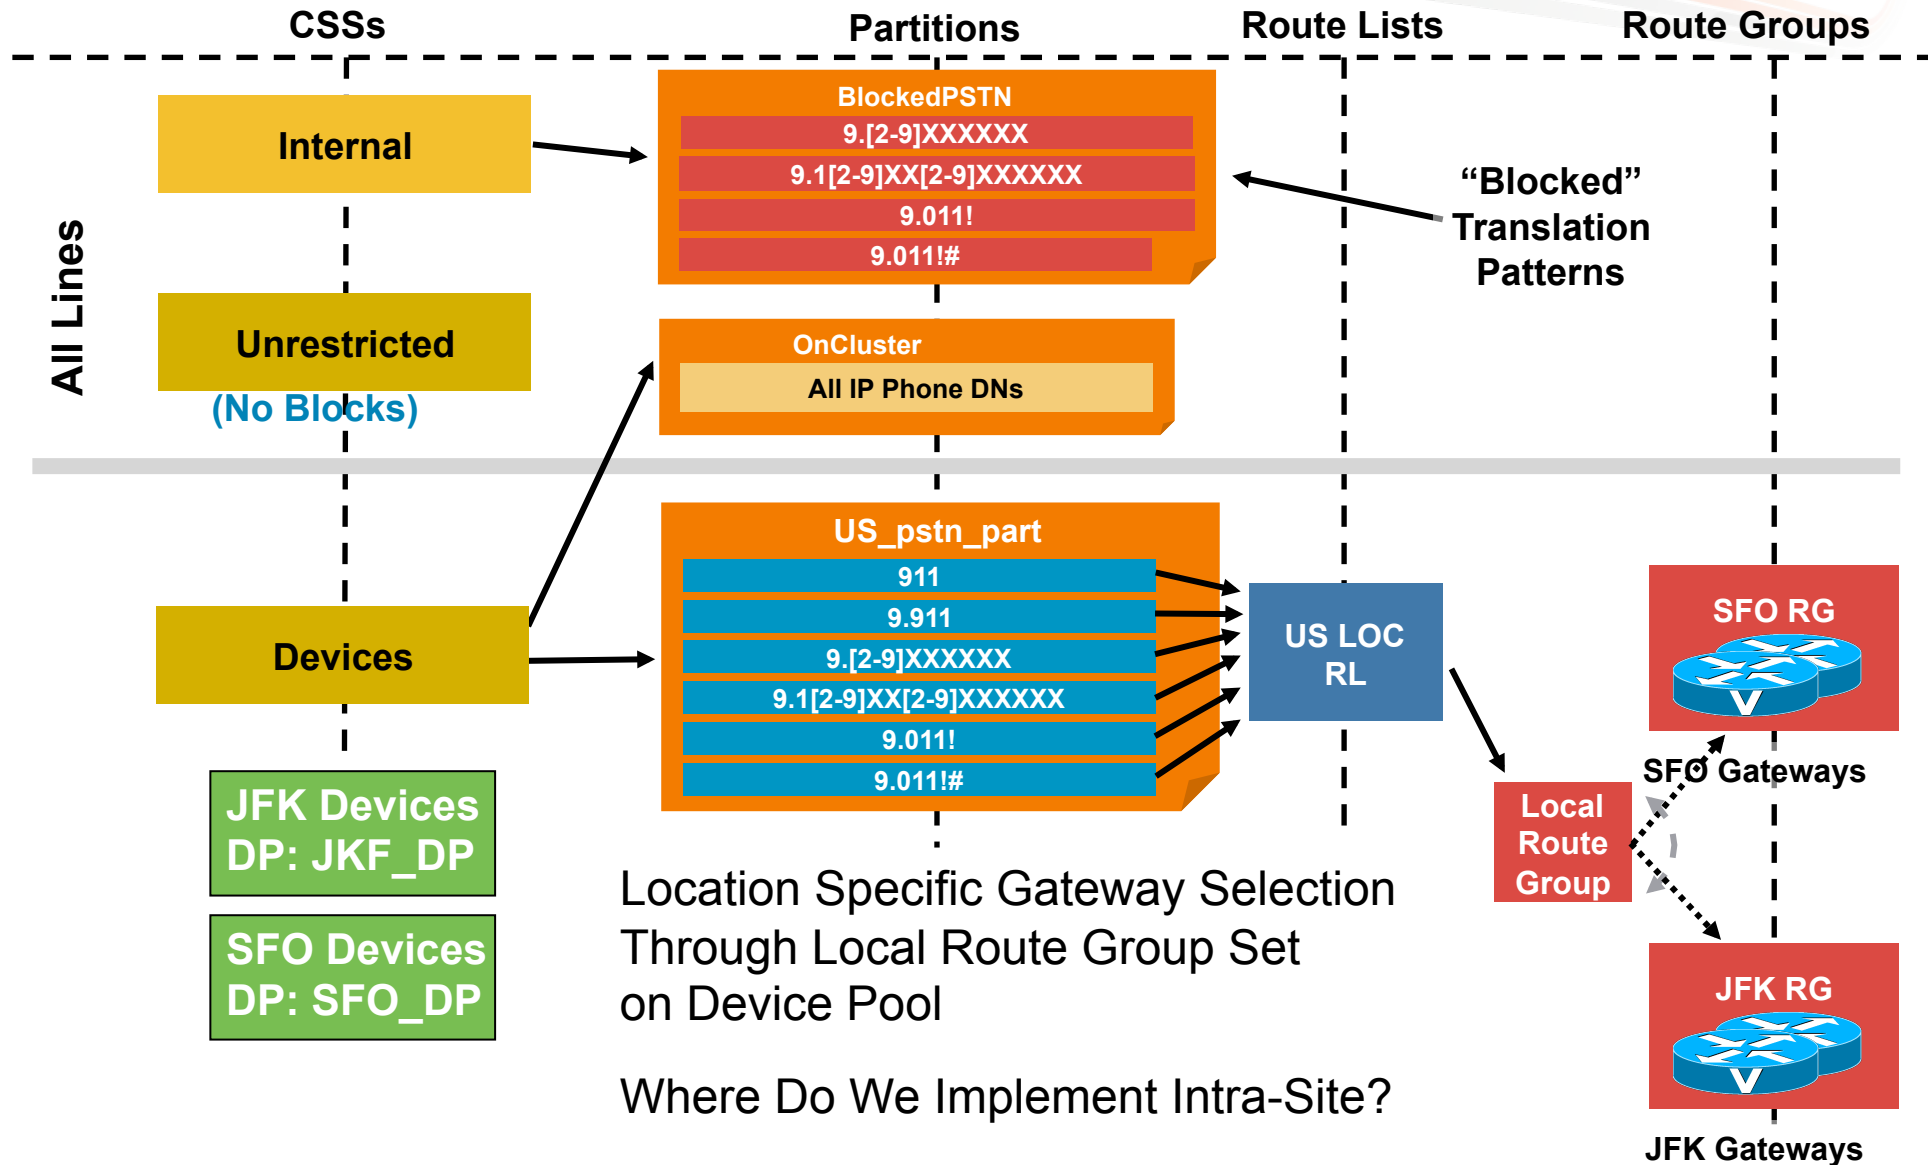 CSSs
Partitions
Route Lists
Route Groups
All Lines
Internal
Unrestricted
(No Blocks)
BlockedPSTN
9.[2-9]XXXXXX
9.1[2-9]XX[2-9]XXXXXX
9.011!
9.011!#
“Blocked”
Translation
Patterns
OnCluster
All IP Phone DNs
Devices
US_pstn_part
911
9.911
9.[2-9]XXXXXX
9.1[2-9]XX[2-9]XXXXXX
9.011!
9.011!#
US LOC
RL
Local
Route
Group
SFO RG
V
SFO Gateways
JFK RG
V
JFK Gateways
JFK Devices
DP: JKF_DP
SFO Devices
DP: SFO_DP
Location Specific Gateway Selection
Through Local Route Group Set
on Device Pool
Where Do We Implement Intra-Site?